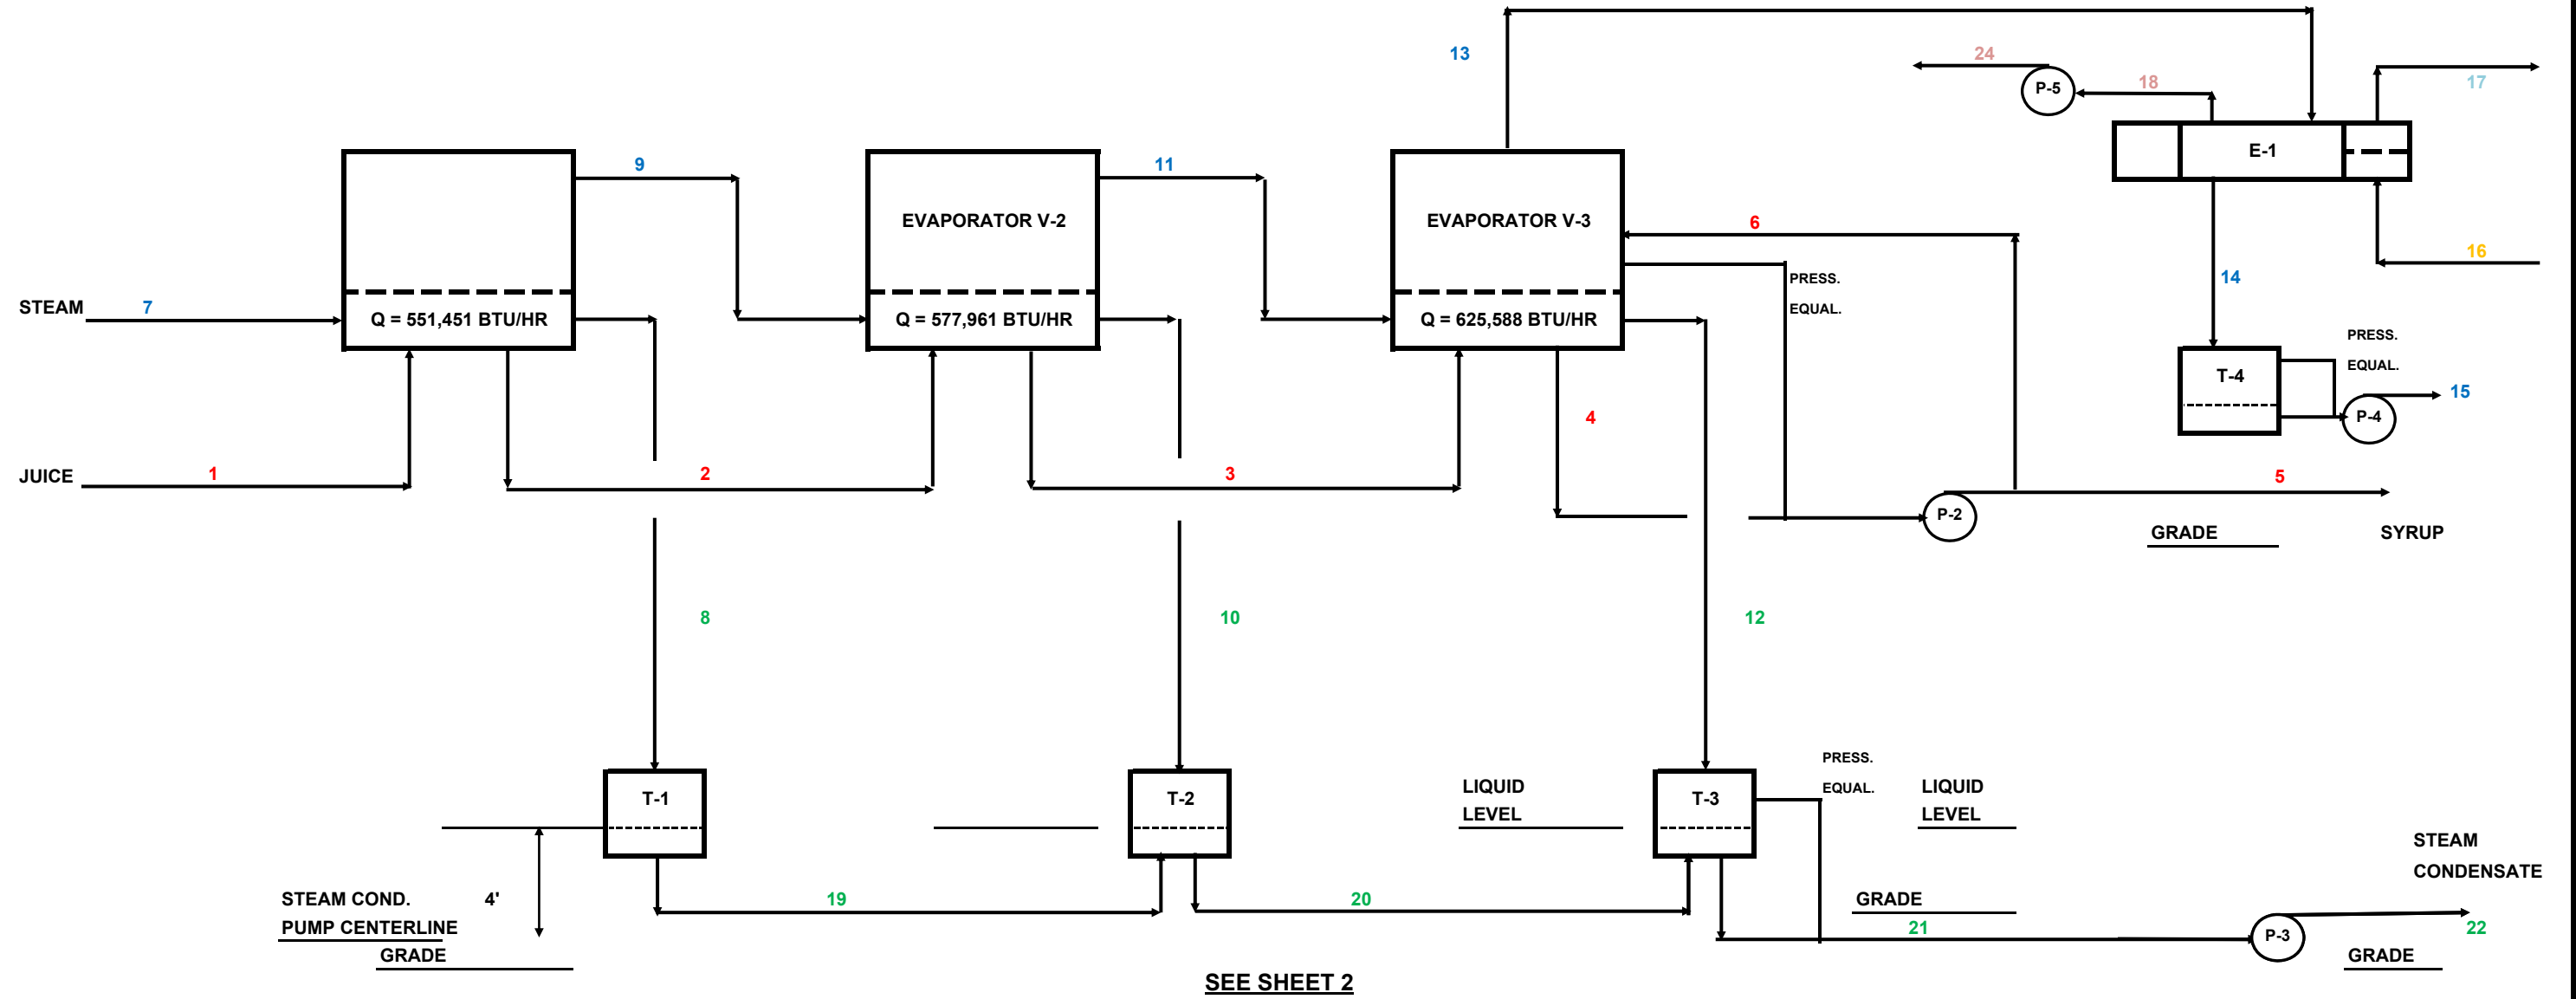 13
24
18
17
P-5
E-1
9
11
EVAPORATOR V-2
EVAPORATOR V-3
6
16
14
PRESS.
EQUAL.
STEAM
7
Q = 551,451 BTU/HR
Q = 577,961 BTU/HR
Q = 625,588 BTU/HR
PRESS.
EQUAL.
T-4
15
P-4
4
JUICE
1
2
3
5
P-2
GRADE
SYRUP
8
10
12
PRESS.
EQUAL.
T-1
T-2
LIQUID
LEVEL
T-3
LIQUID
LEVEL
STEAM
CONDENSATE
STEAM COND.
PUMP CENTERLINE
4'
19
20
GRADE
21
22
P-3
GRADE
GRADE
SEE SHEET 2